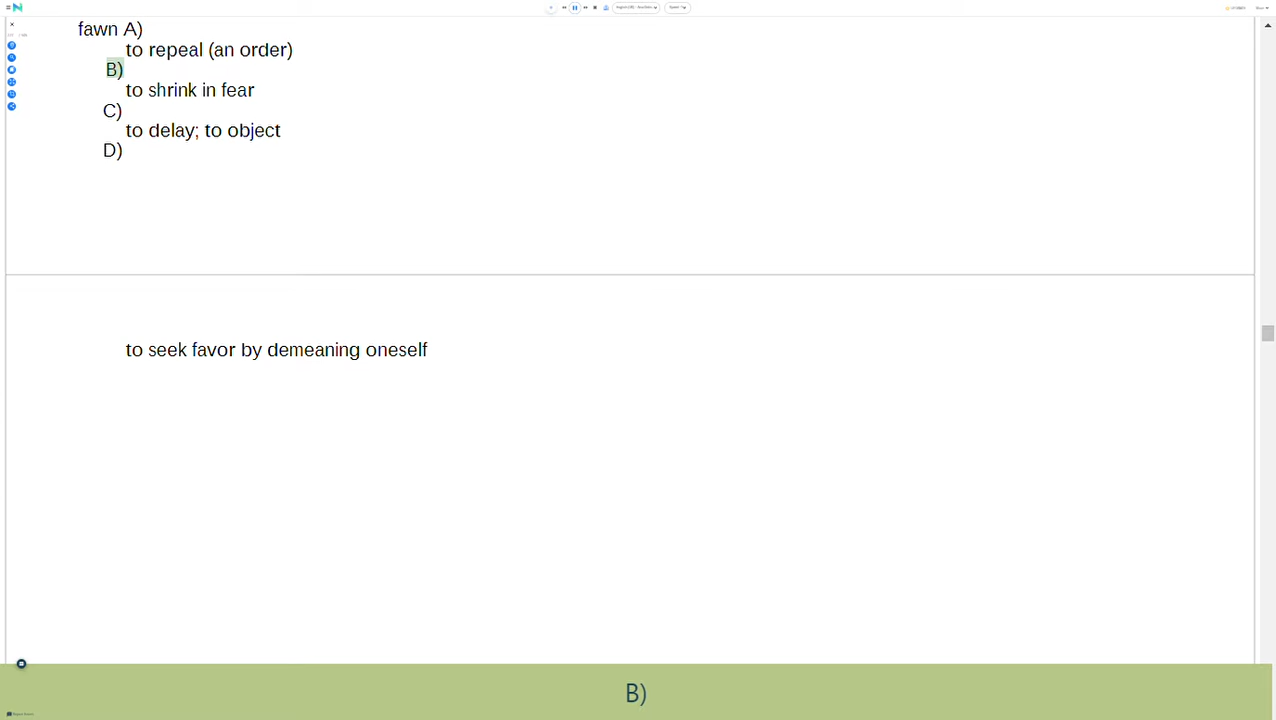 fawn A)
to repeal (an order)
B)
to shrink in fear
C)
to delay; to object
D)
to seek favor by demeaning oneself
B)